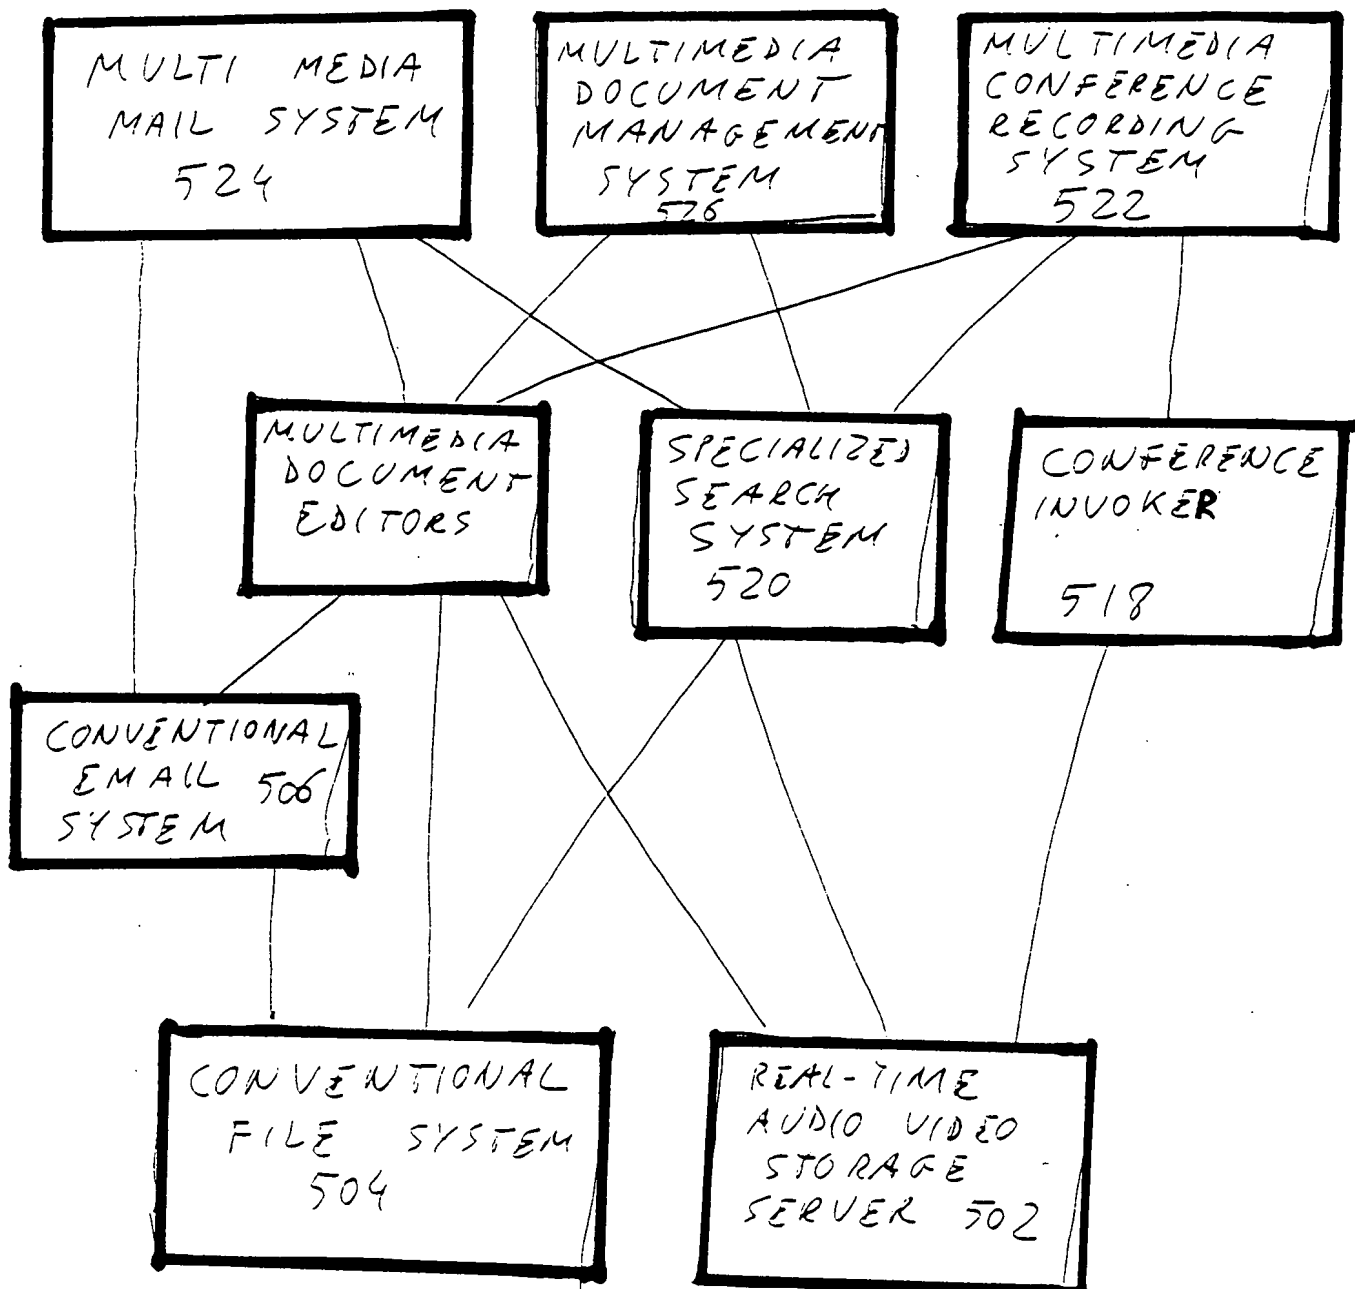 MULTI MEDIA
MAIL SYSTEM
524
MULTIMEDIA
DOCUMENT
MANAGEMENT
SYSTEM
526
MULTIMEDIA
CONFERENCE
RECORDING
SYSTEM
522
MULTIMEDIA
DOCUMENT
EDITORS
SPECIALIZED
SEARCH
SYSTEM
520
CONFERENCE
INVOKER
518
CONVENTIONAL
EMAIL 506
SYSTEM
CONVENTIONAL
FILE SYSTEM
504
REAL-TIME
AUDIO VIDEO
STORAGE
SERVER 502